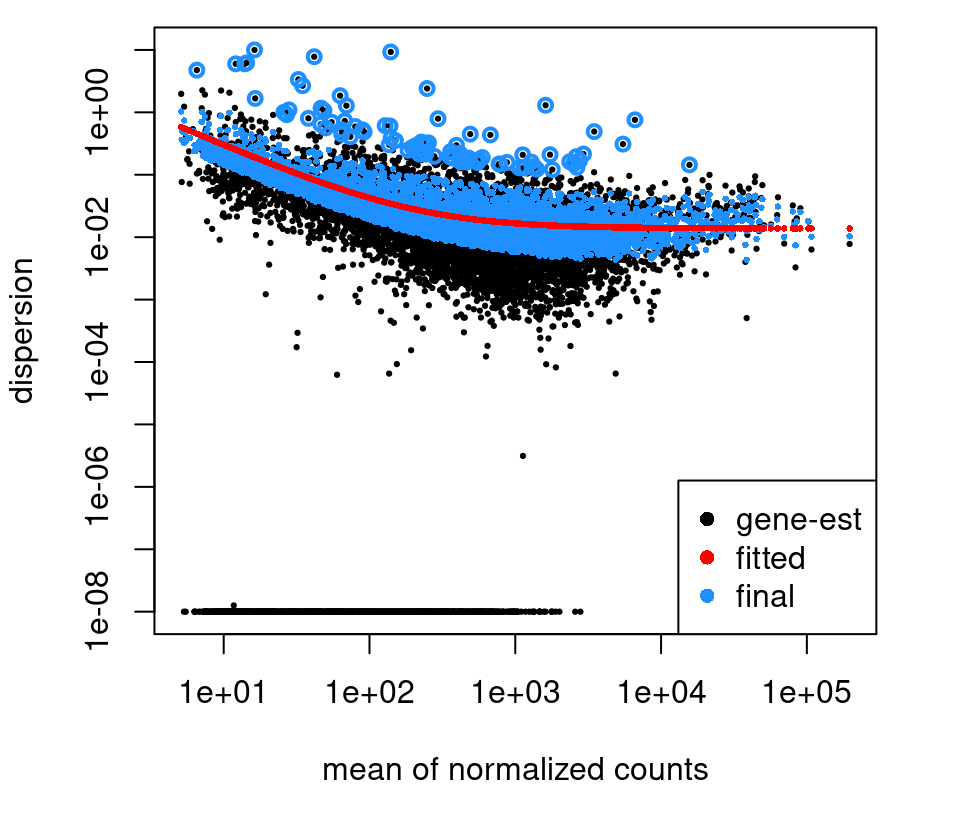 dispersion
1e+00
1e-02
1e-04
1e-06
1e-08
gene-est
fitted
final
1e+01 1e+02 1e+03 1e+04 1e+05
mean of normalized counts